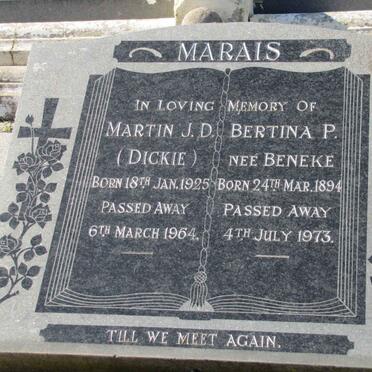 MARAIS
IN LOVING MEMORY OF
MARTIN J.D. BERTINA P.
(DICKIE) NEÉ BENEKE
BORN 18TH JAN. 1925 BORN 24TH MAR. 1894
PASSED AWAY PASSED AWAY
6TH MARCH 1964. 4TH JULY 1973.
TILL WE MEET AGAIN.